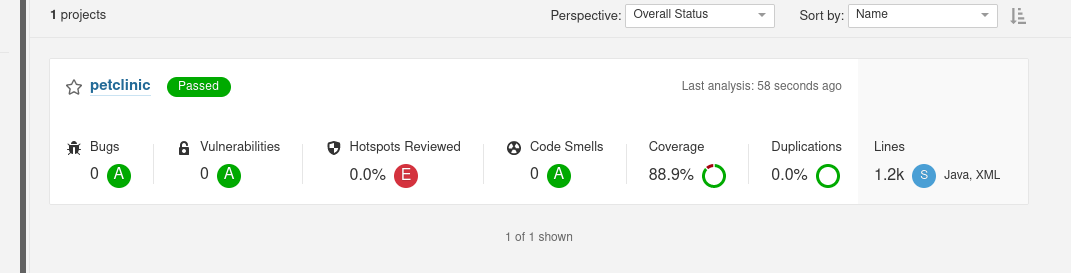 1 projects Perspective: Overall Status Sort by: Name
petclinic Passed Last analysis: 58 seconds ago
Bugs Vulnerabilities Hotspots Reviewed Code Smells Coverage Duplications Lines
0 A 0 A 0.0% E 0 A 88.9% 0.0% 1.2k S Java, XML
1 of 1 shown